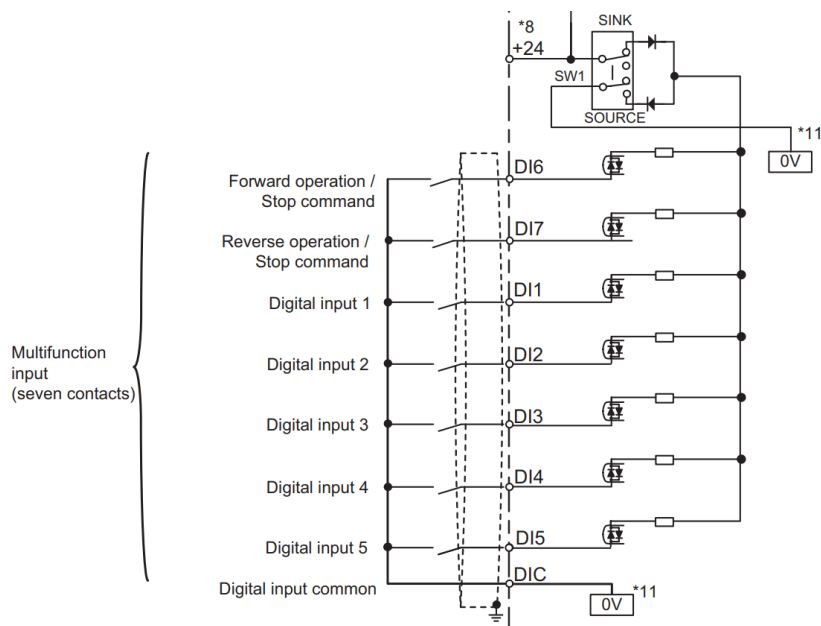 SINK
*8
+24
SW1
SOURCE
*11
0V
DI6
Forward operation /
Stop command
DI7
Reverse operation /
Stop command
DI1
Digital input 1
DI2
Digital input 2
Multifunction
input
(seven contacts)
DI3
Digital input 3
DI4
Digital input 4
DI5
Digital input 5
DIC
Digital input common
*11
0V